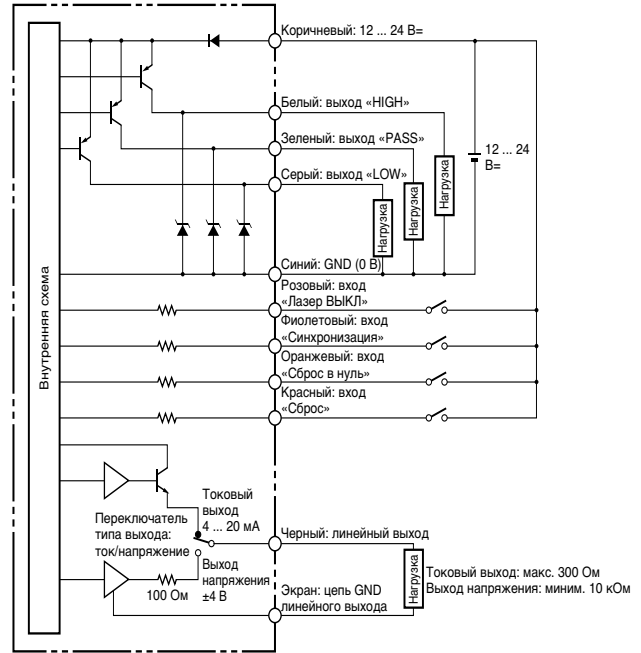 Коричневый: 12 ... 24 В=
Белый: выход «HIGH»
Зеленый: выход «PASS»
12 ... 24
В=
Серый: выход «LOW»
Нагрузка
Нагрузка
Нагрузка
Синий: GND (0 В)
Розовый: вход
«Лазер ВЫКЛ»
Фиолетовый: вход
«Синхронизация»
Оранжевый: вход
«Сброс в нуль»
Красный: вход
«Сброс»
Внутренняя схема
Токовый
выход
4 ... 20 мА
Переключатель
типа выхода:
ток/напряжение
Черный: линейный выход
Выход
напряжения
±4 В
100 Ом
Экран: цепь GND
линейного выхода
Нагрузка
Токовый выход: макс. 300 Ом
Выход напряжения: миним. 10 кОм